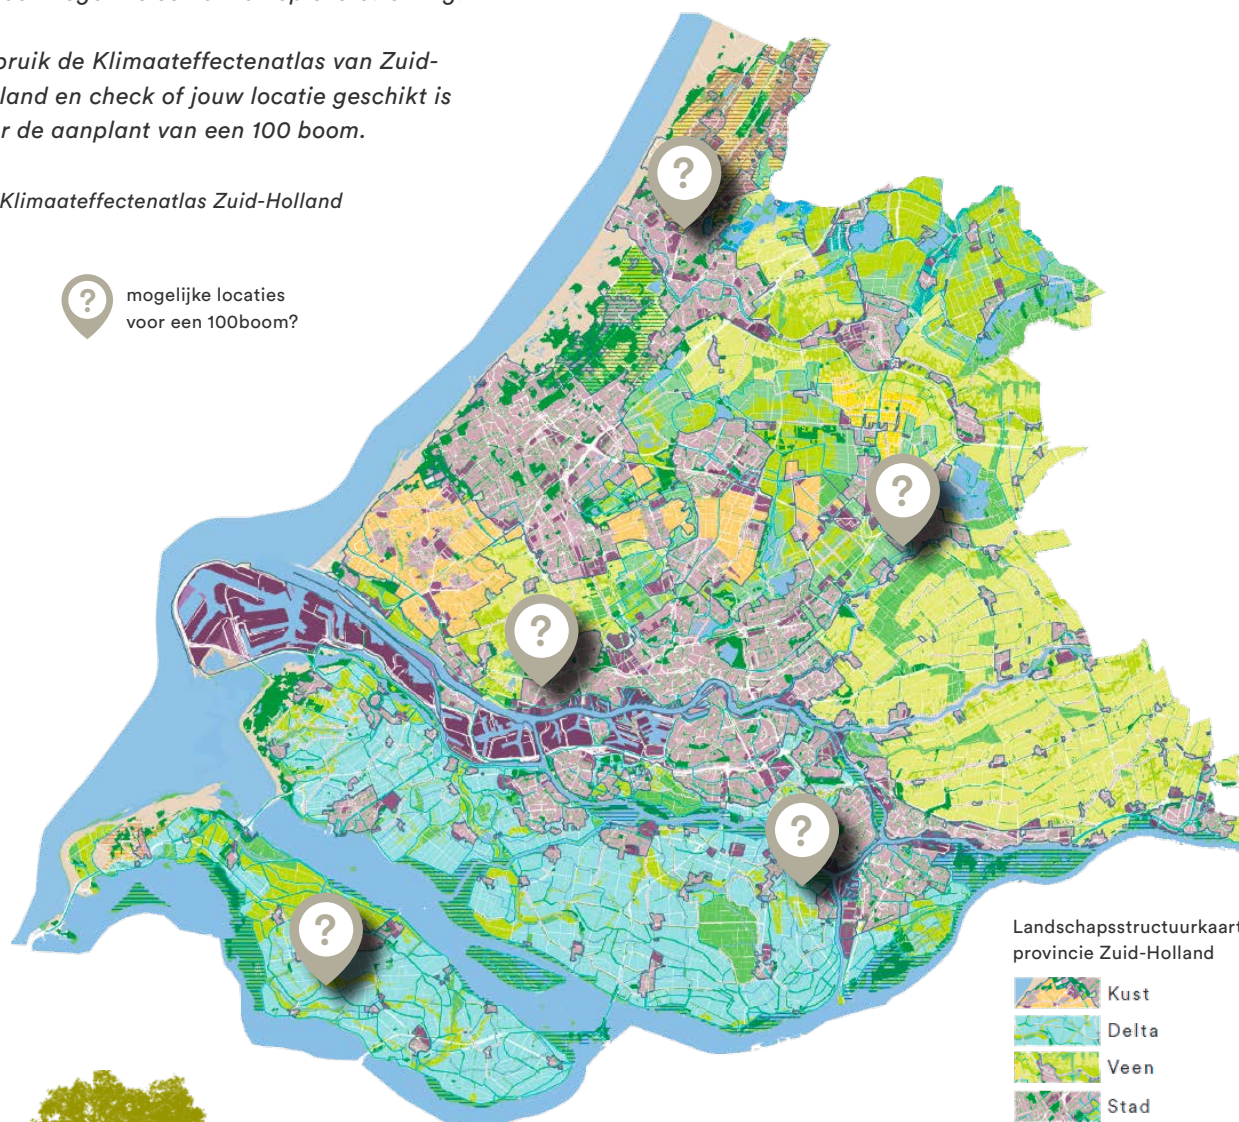 bruik de Klimaateffectenatlas van Zuid-
land en check of jouw locatie geschikt is
r de aanplant van een 100 boom.
Klimaateffectenatlas Zuid-Holland
?
mogelijke locaties
voor een 100boom?
?
?
?
?
?
Landschapsstructuurkaart
provincie Zuid-Holland
Kust
Delta
Veen
Stad